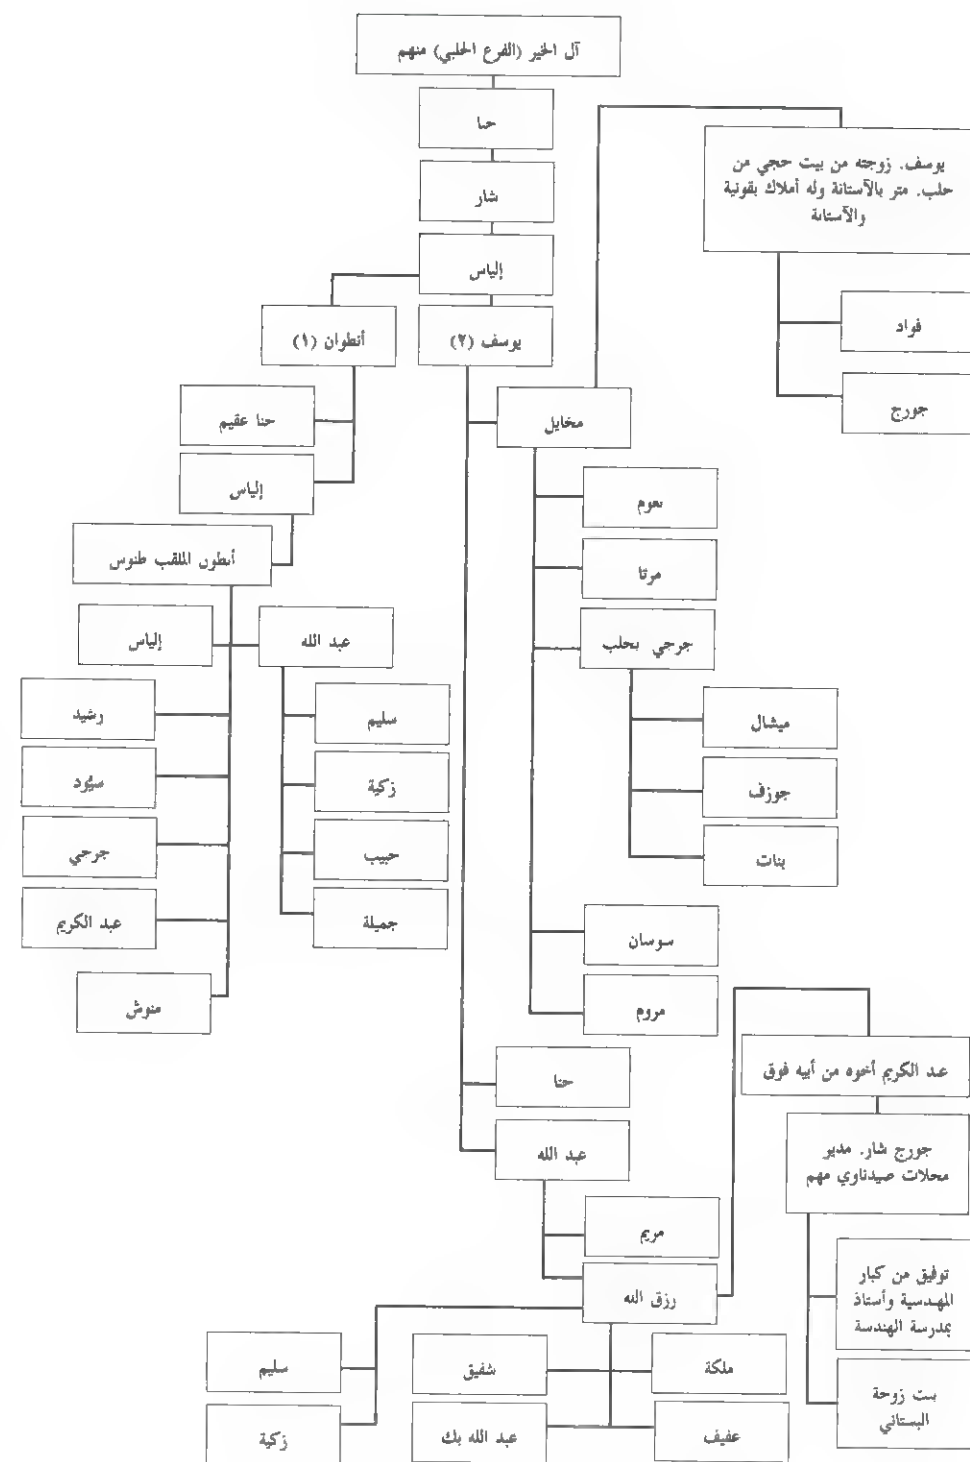 آل الخير (الفرع الحلبي) منهم
حنا
شار
إلياس
أنطوان (١)
يوسف (٢)
حنا عقيم
إلياس
أنطون الملقب طنوس
إلياس
عبد الله
رشيد
سيُود
جرجي
عبد الكريم
منوش
سليم
زكية
حبيب
جميلة
مخايل
يوسف. زوجته من بيت حجي من
حلب. متر بالآستانة وله أملاك بقونية
والآستانة
فواد
جورج
نعوم
مرتا
جرجي بحلب
ميشال
جوزف
بنات
سوسان
مروم
حنا
عبد الله
مريم
رزق الله
عبد الكريم أخوه من أبيه فوق
جورج شار. مدير
محلات صيدناوي مهم
توفيق من كبار
المهدسية وأستاذ
بمدرسة الهندسة
بنت زوجة
البستاني
ملكة
شفيق
سليم
عفيف
عبد الله بك
زكية